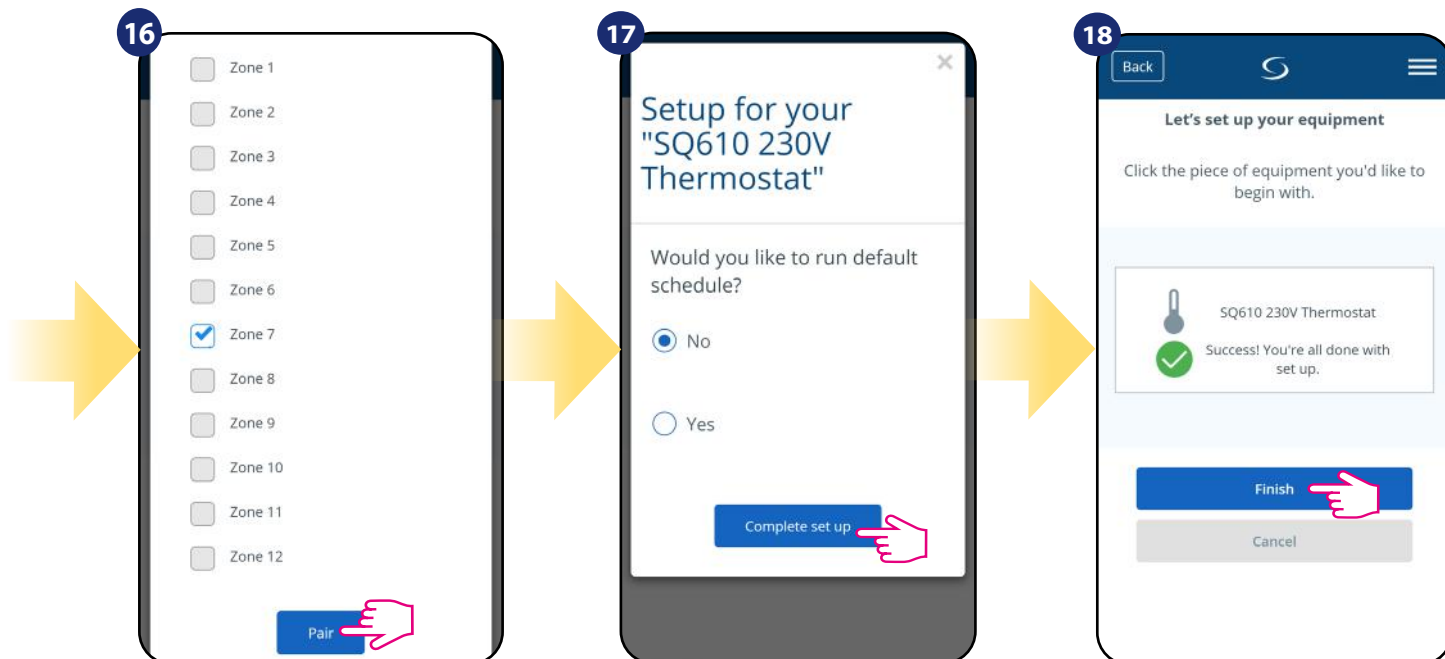 16
Zone 1
Zone 2
Zone 3
Zone 4
Zone 5
Zone 6
Zone 7
Zone 8
Zone 9
Zone 10
Zone 11
Zone 12
Pair
17
Setup for your
"SQ610 230V
Thermostat"
Would you like to run default
schedule?
No
Yes
Complete set up
18
Back
Let's set up your equipment
Click the piece of equipment you'd like to
begin with.
SQ610 230V Thermostat
Success! You're all done with
set up.
Finish
Cancel